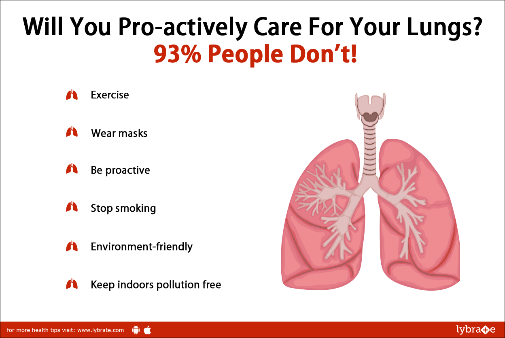 Will You Pro-actively Care For Your Lungs?
93% People Don't!
Exercise
Wear masks
Be proactive
Stop smoking
Environment-friendly
Keep indoors pollution free
for more health tips visit: www.lybrate.com
lybrate